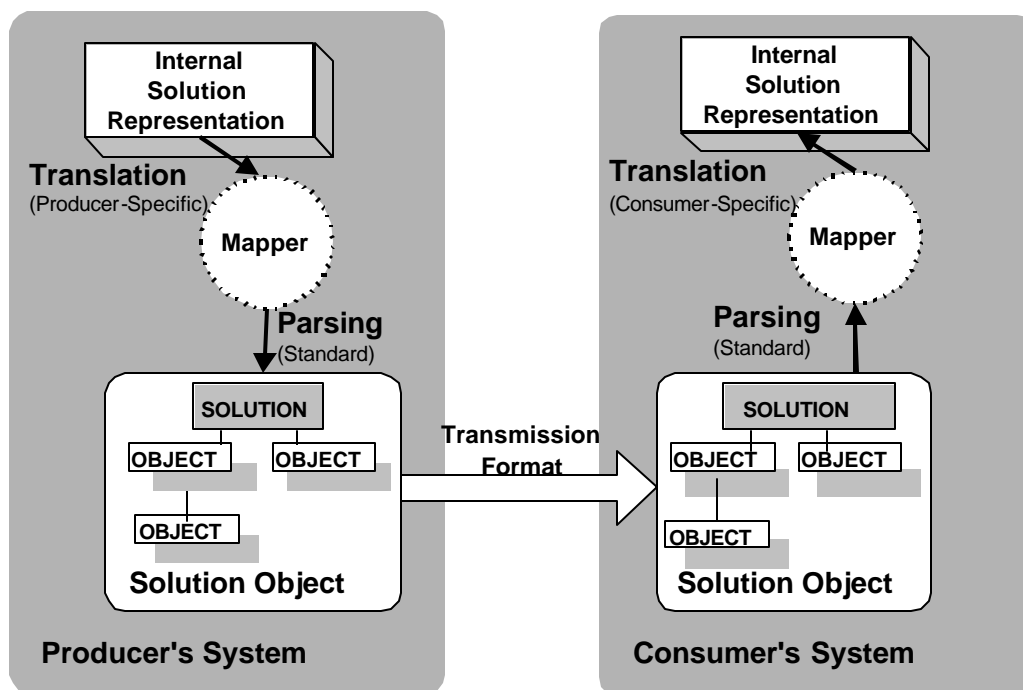 Internal
Solution
Representation
Translation
(Producer-Specific)
Mapper
Parsing
(Standard)
SOLUTION
OBJECT
OBJECT
OBJECT
Solution Object
Producer's System
Transmission
Format
Internal
Solution
Representation
Translation
(Consumer-Specific)
Mapper
Parsing
(Standard)
SOLUTION
OBJECT
OBJECT
OBJECT
Solution Object
Consumer's System